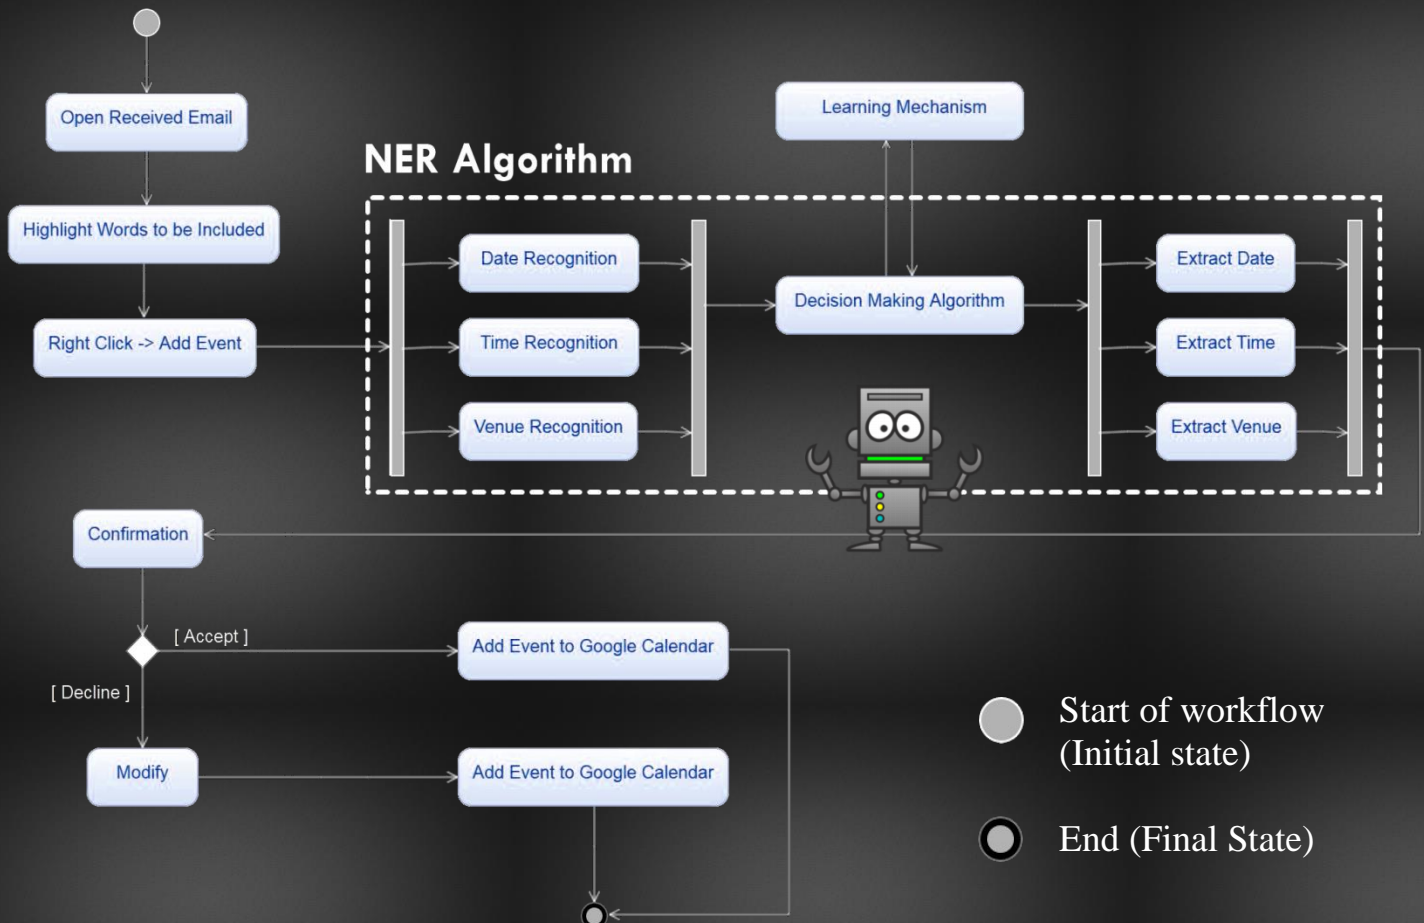 Open Received Email
Highlight Words to be Included
Right Click -> Add Event
NER Algorithm
Date Recognition
Time Recognition
Venue Recognition
Learning Mechanism
Decision Making Algorithm
Extract Date
Extract Time
Extract Venue
Confirmation
[ Accept ]
[ Decline ]
Add Event to Google Calendar
Modify
Add Event to Google Calendar
Start of workflow
(Initial state)
End (Final State)